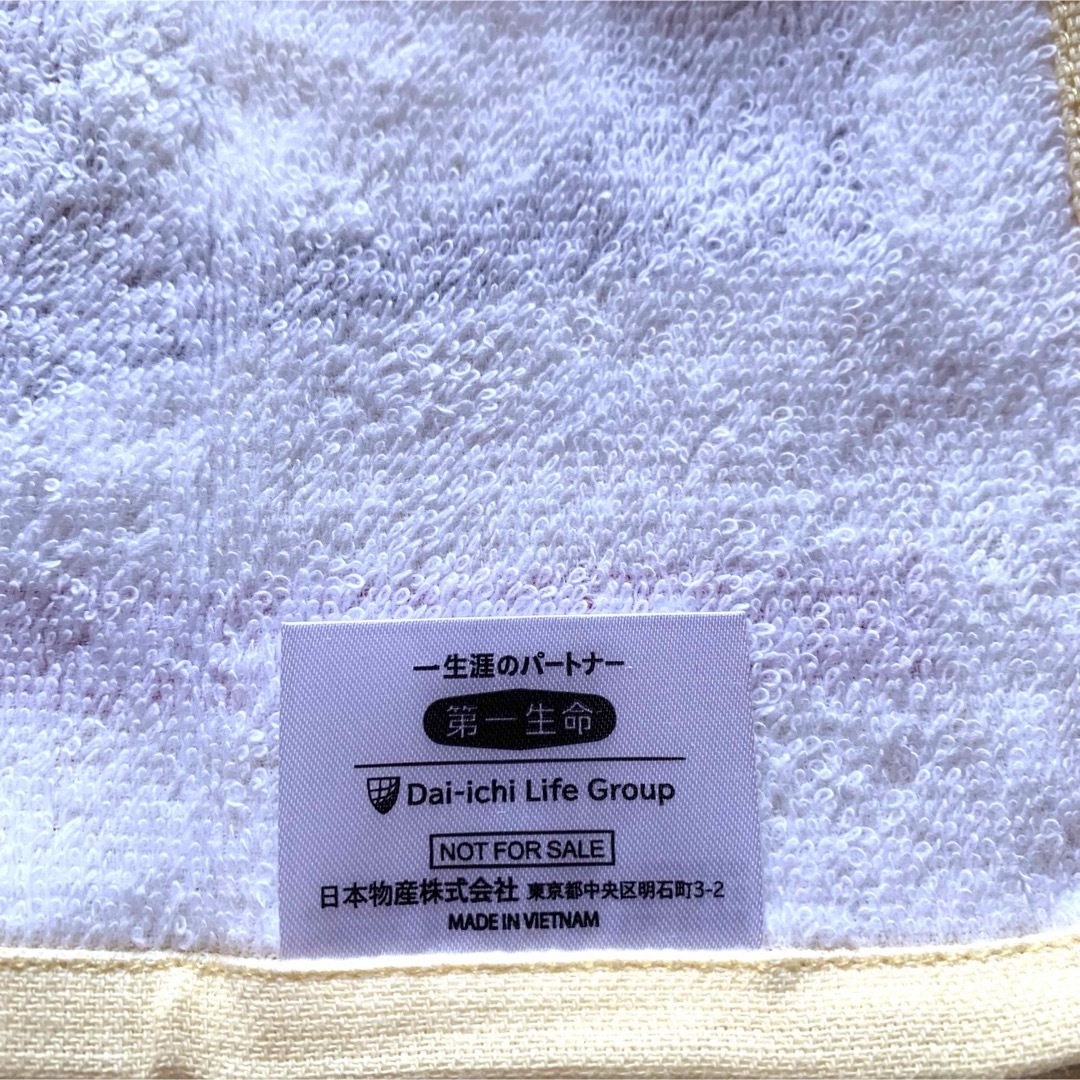 一生涯のパートナー
第一生命
Dai-ichi Life Group
NOT FOR SALE
日本物産株式会社 東京都中央区明石町3-2
MADE IN VIETNAM